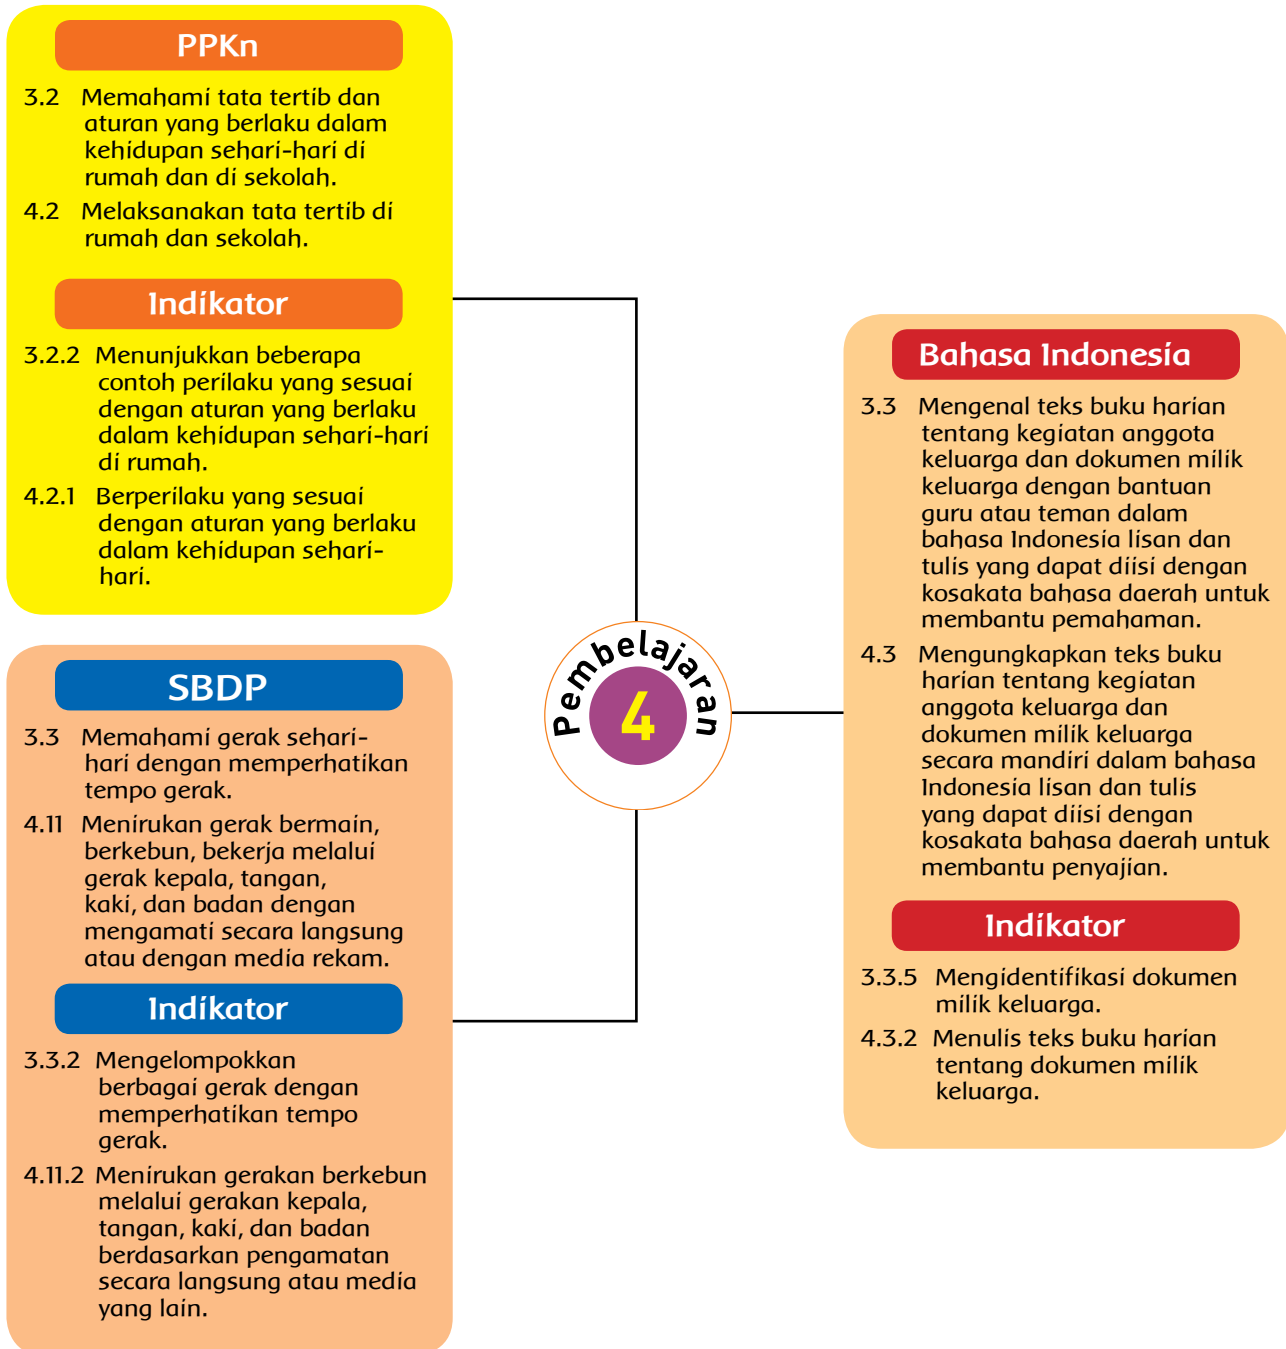 PPKn
3.2 Memahami tata tertib dan
aturan yang berlaku dalam
kehidupan sehari-hari di
rumah dan di sekolah.
4.2 Melaksanakan tata tertib di
rumah dan sekolah.
Indikator
3.2.2 Menunjukkan beberapa
contoh perilaku yang sesuai
dengan aturan yang berlaku
dalam kehidupan sehari-hari
di rumah.
4.2.1 Berperilaku yang sesuai
dengan aturan yang berlaku
dalam kehidupan sehari-
hari.
SBDP
3.3 Memahami gerak sehari-
hari dengan memperhatikan
tempo gerak.
4.11 Menirukan gerak bermain,
berkebun, bekerja melalui
gerak kepala, tangan,
kaki, dan badan dengan
mengamati secara langsung
atau dengan media rekam.
Indikator
3.3.2 Mengelompokkan
berbagai gerak dengan
memperhatikan tempo
gerak.
4.11.2 Menirukan gerakan berkebun
melalui gerakan kepala,
tangan, kaki, dan badan
berdasarkan pengamatan
secara langsung atau media
yang lain.
Pembelajaran
4
Bahasa Indonesia
3.3 Mengenal teks buku harian
tentang kegiatan anggota
keluarga dan dokumen milik
keluarga dengan bantuan
guru atau teman dalam
bahasa Indonesia lisan dan
tulis yang dapat diisi dengan
kosakata bahasa daerah untuk
membantu pemahaman.
4.3 Mengungkapkan teks buku
harian tentang kegiatan
anggota keluarga dan
dokumen milik keluarga
secara mandiri dalam bahasa
Indonesia lisan dan tulis
yang dapat diisi dengan
kosakata bahasa daerah untuk
membantu penyajian.
Indikator
3.3.5 Mengidentifikasi dokumen
milik keluarga.
4.3.2 Menulis teks buku harian
tentang dokumen milik
keluarga.